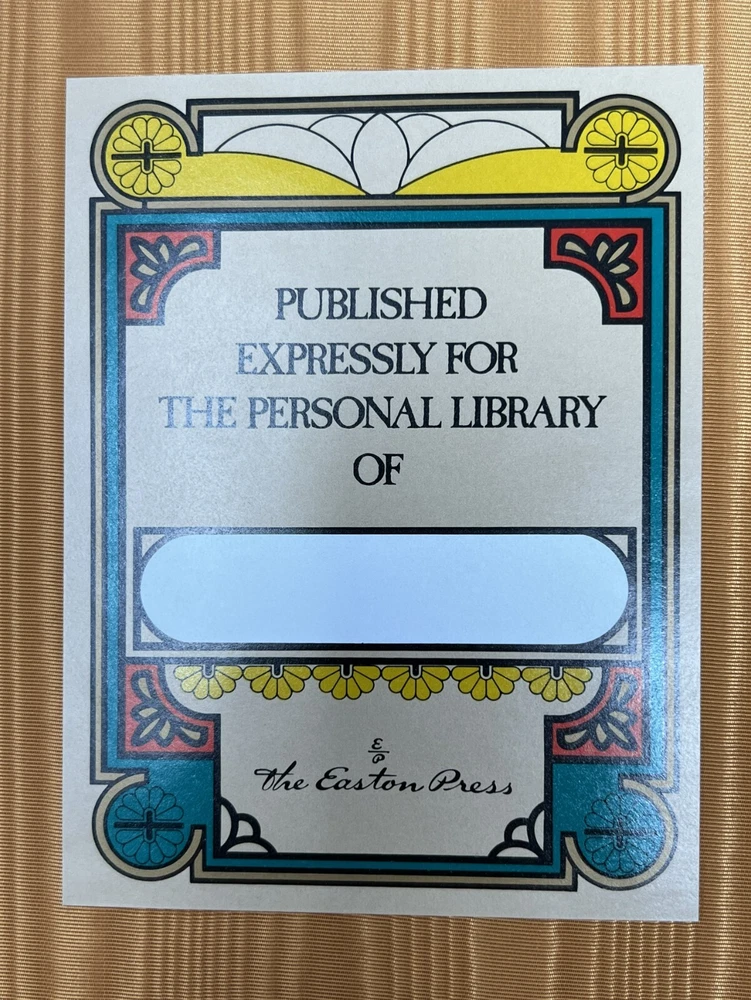 PUBLISHED
EXPRESSLY FOR
THE PERSONAL LIBRARY
OF
E
P
The Easton Press